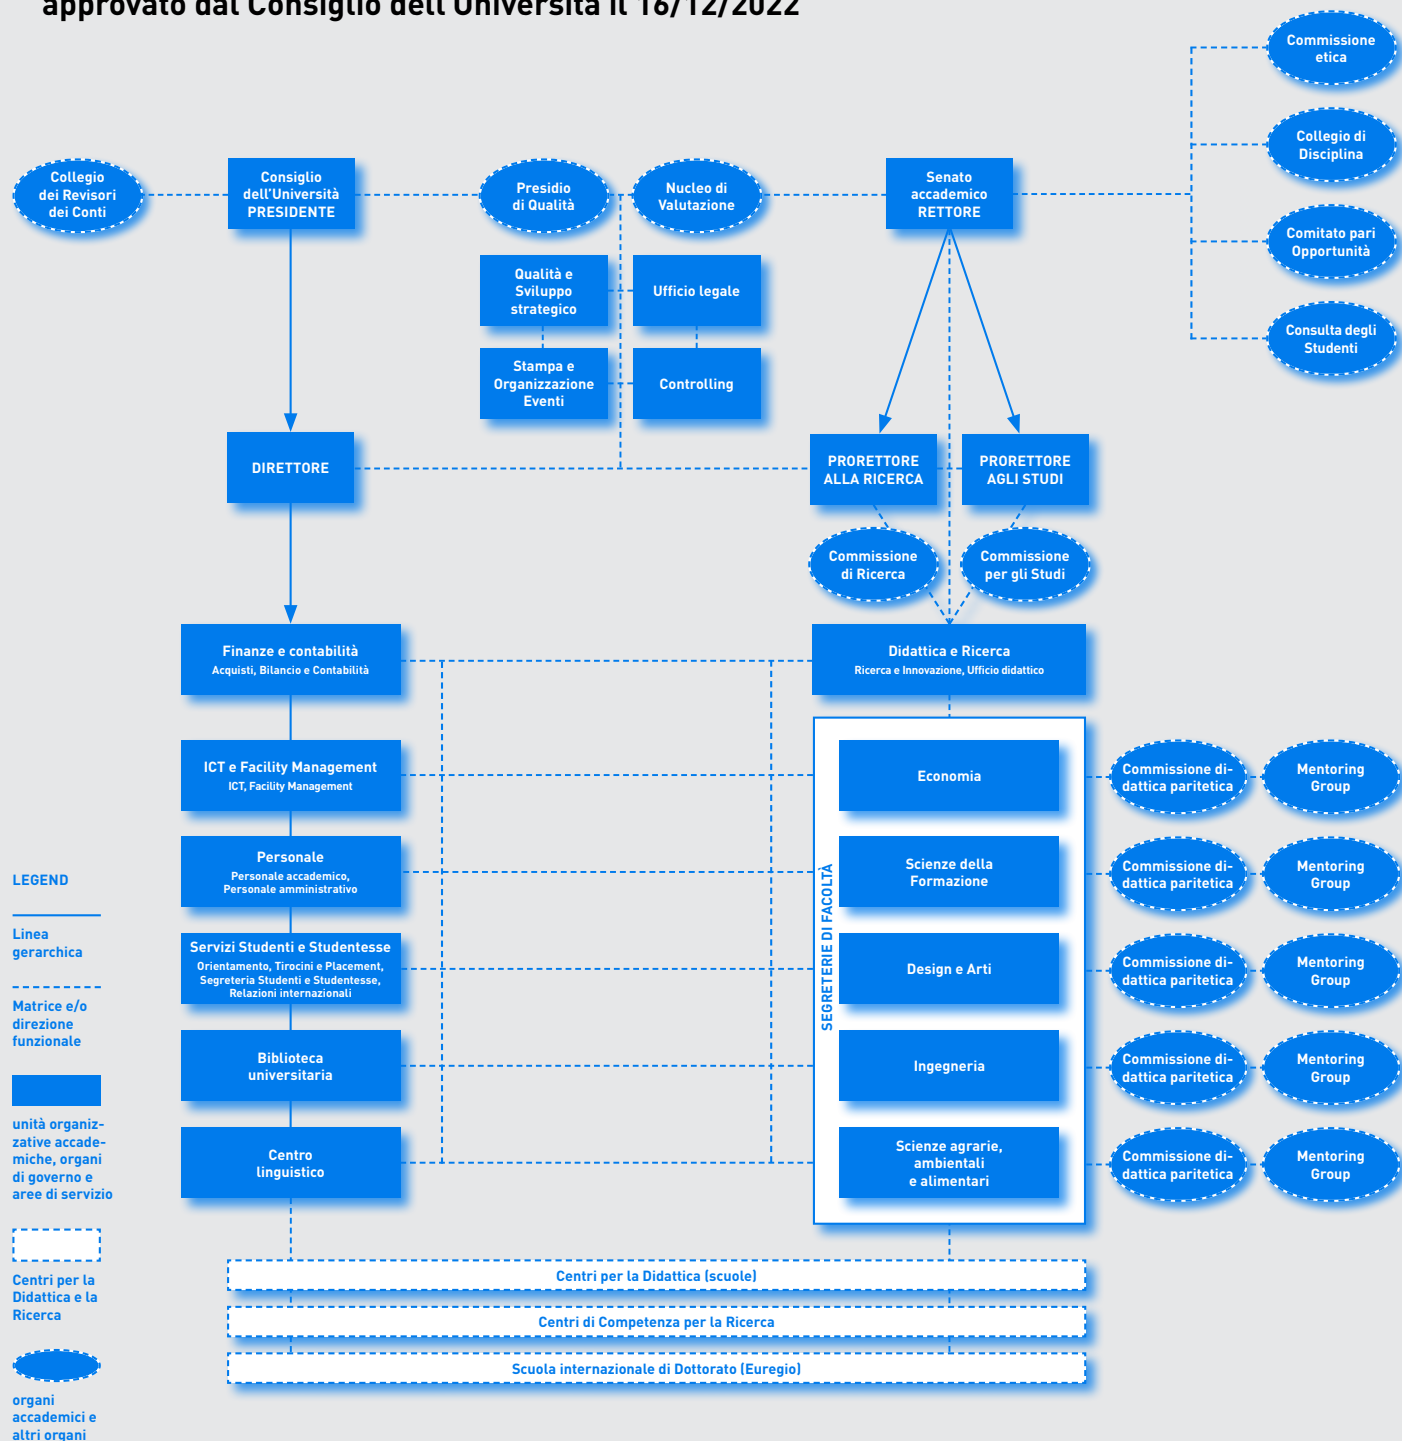 approvato dal Consiglio dell'Università il 16/12/2022
Commissione
etica
Collegio di
Disciplina
Comitato pari
Opportunità
Consulta degli
Studenti
Collegio
dei Revisori
dei Conti
Consiglio
dell'Università
PRESIDENTE
Presidio
di Qualità
Nucleo di
Valutazione
Senato
accademico
RETTORE
Qualità e
Sviluppo
strategico
Ufficio legale
Stampa e
Organizzazione
Eventi
Controlling
DIRETTORE
PRORETTORE
ALLA RICERCA
PRORETTORE
AGLI STUDI
Commissione
di Ricerca
Commissione
per gli Studi
Finanze e contabilità
Acquisti, Bilancio e Contabilità
Didattica e Ricerca
Ricerca e Innovazione, Ufficio didattico
ICT e Facility Management
ICT, Facility Management
Personale
Personale accademico,
Personale amministrativo
Servizi Studenti e Studentesse
Orientamento, Tirocini e Placement,
Segreteria Studenti e Studentesse,
Relazioni internazionali
Biblioteca
universitaria
Centro
linguistico
SEGRETERIE DI FACOLTÀ
Economia
Scienze della
Formazione
Design e Arti
Ingegneria
Scienze agrarie,
ambientali
e alimentari
Commissione di-
dattica paritetica
Mentoring
Group
Commissione di-
dattica paritetica
Mentoring
Group
Commissione di-
dattica paritetica
Mentoring
Group
Commissione di-
dattica paritetica
Mentoring
Group
Commissione di-
dattica paritetica
Mentoring
Group
Centri per la Didattica (scuole)
Centri di Competenza per la Ricerca
Scuola internazionale di Dottorato (Euregio)
LEGEND
Linea
gerarchica
Matrice e/o
direzione
funzionale
unità organiz-
zative accade-
miche, organi
di governo e
aree di servizio
Centri per la
Didattica e la
Ricerca
organi
accademici e
altri organi